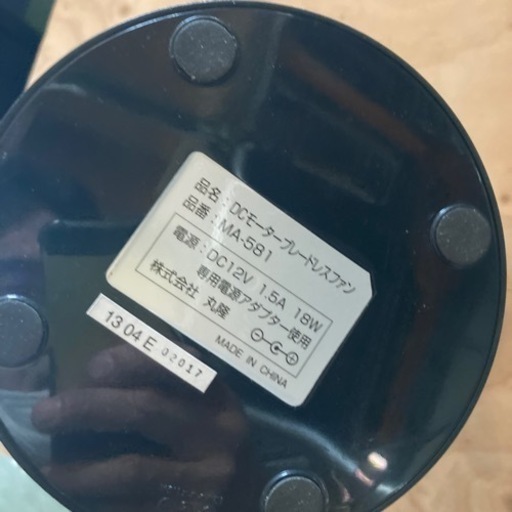 品名：DCモーターブレードレスファン
品番：MA-581
電源：DC12V 1.5A 18W
専用電源アダプター使用
株式会社 丸隆
MADE IN CHINA
1304E 02017